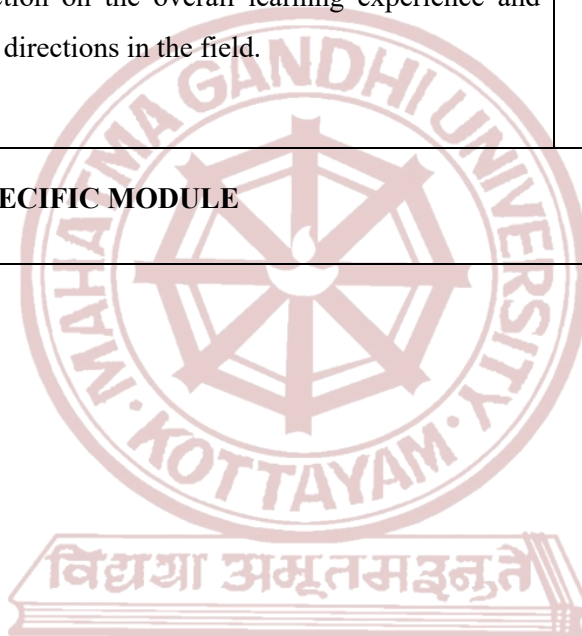 ction on the overall learning experience and
directions in the field.
ECIFIC MODULE
MAHATMA GANDHI UNIVERSITY
• KOTTAYAM •
विद्यया अमृतमश्नुते